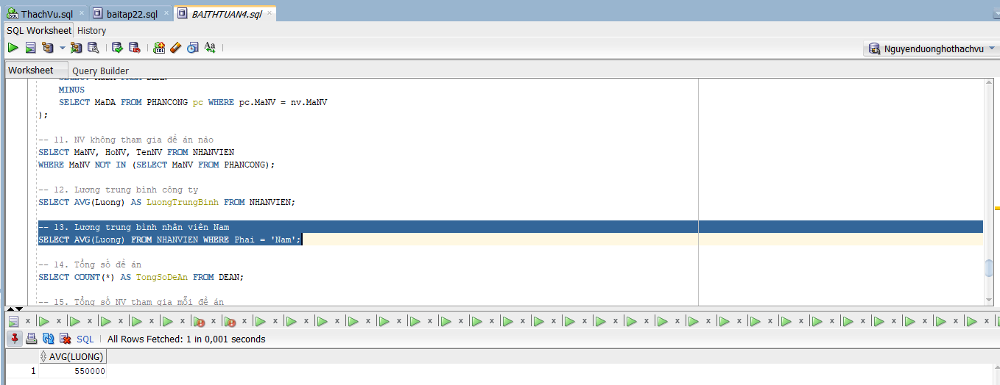 ThachVu.sql baitap22.sql BAITHTUAN4.sql
SQL Worksheet History
Nguyenduonghothachvu
Worksheet Query Builder
SELECT MaDA FROM DEAN
MINUS
SELECT MaDA FROM PHANCONG pc WHERE pc.MaNV = nv.MaNV
);
-- 11. NV không tham gia đề án nào
SELECT MaNV, HoNV, TenNV FROM NHANVIEN
WHERE MaNV NOT IN (SELECT MaNV FROM PHANCONG);
-- 12. Lương trung bình công ty
SELECT AVG(Luong) AS LuongTrungBinh FROM NHANVIEN;
-- 13. Lương trung bình nhân viên Nam
SELECT AVG(Luong) FROM NHANVIEN WHERE Phai = 'Nam';
-- 14. Tổng số đề án
SELECT COUNT(*) AS TongSoDeAn FROM DEAN;
-- 15. Tổng số NV tham gia mỗi đề án
SQL All Rows Fetched: 1 in 0,001 seconds
AVG(LUONG)
1 550000